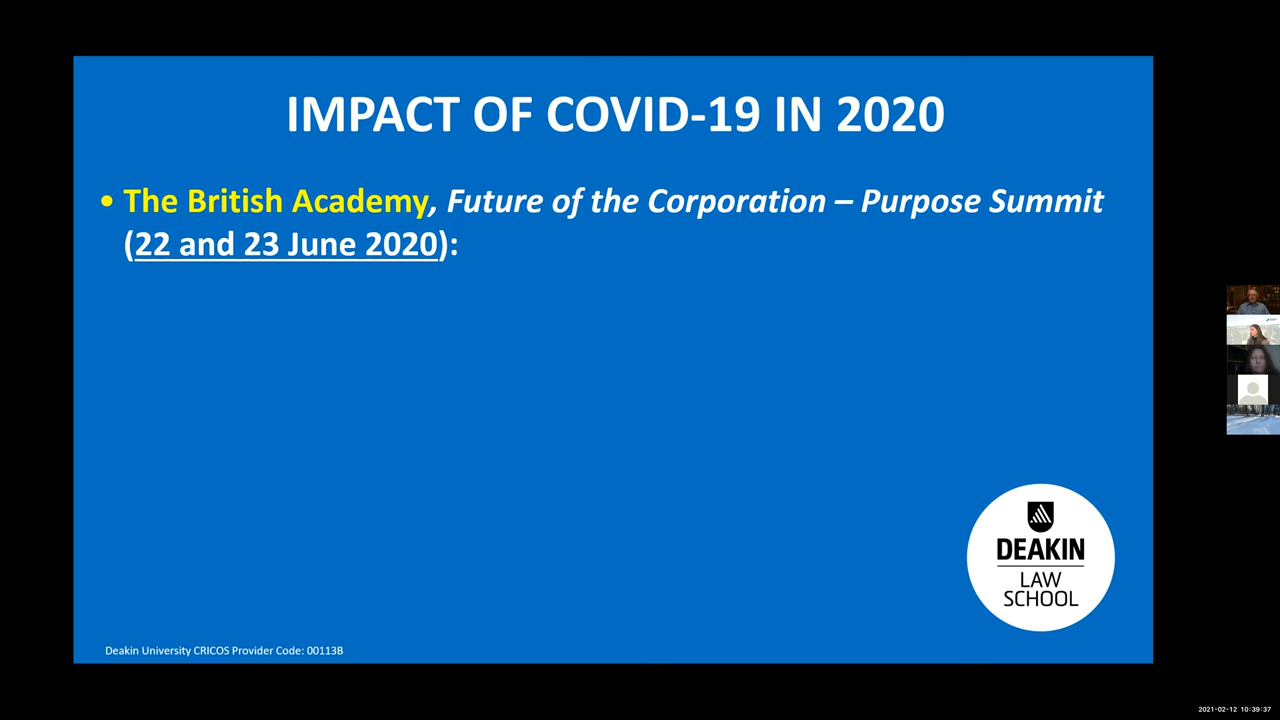 IMPACT OF COVID-19 IN 2020
• The British Academy, Future of the Corporation – Purpose Summit
(22 and 23 June 2020):
DEAKIN
LAW
SCHOOL
Deakin University CRICOS Provider Code: 00113B
2021-02-12 10:39:37